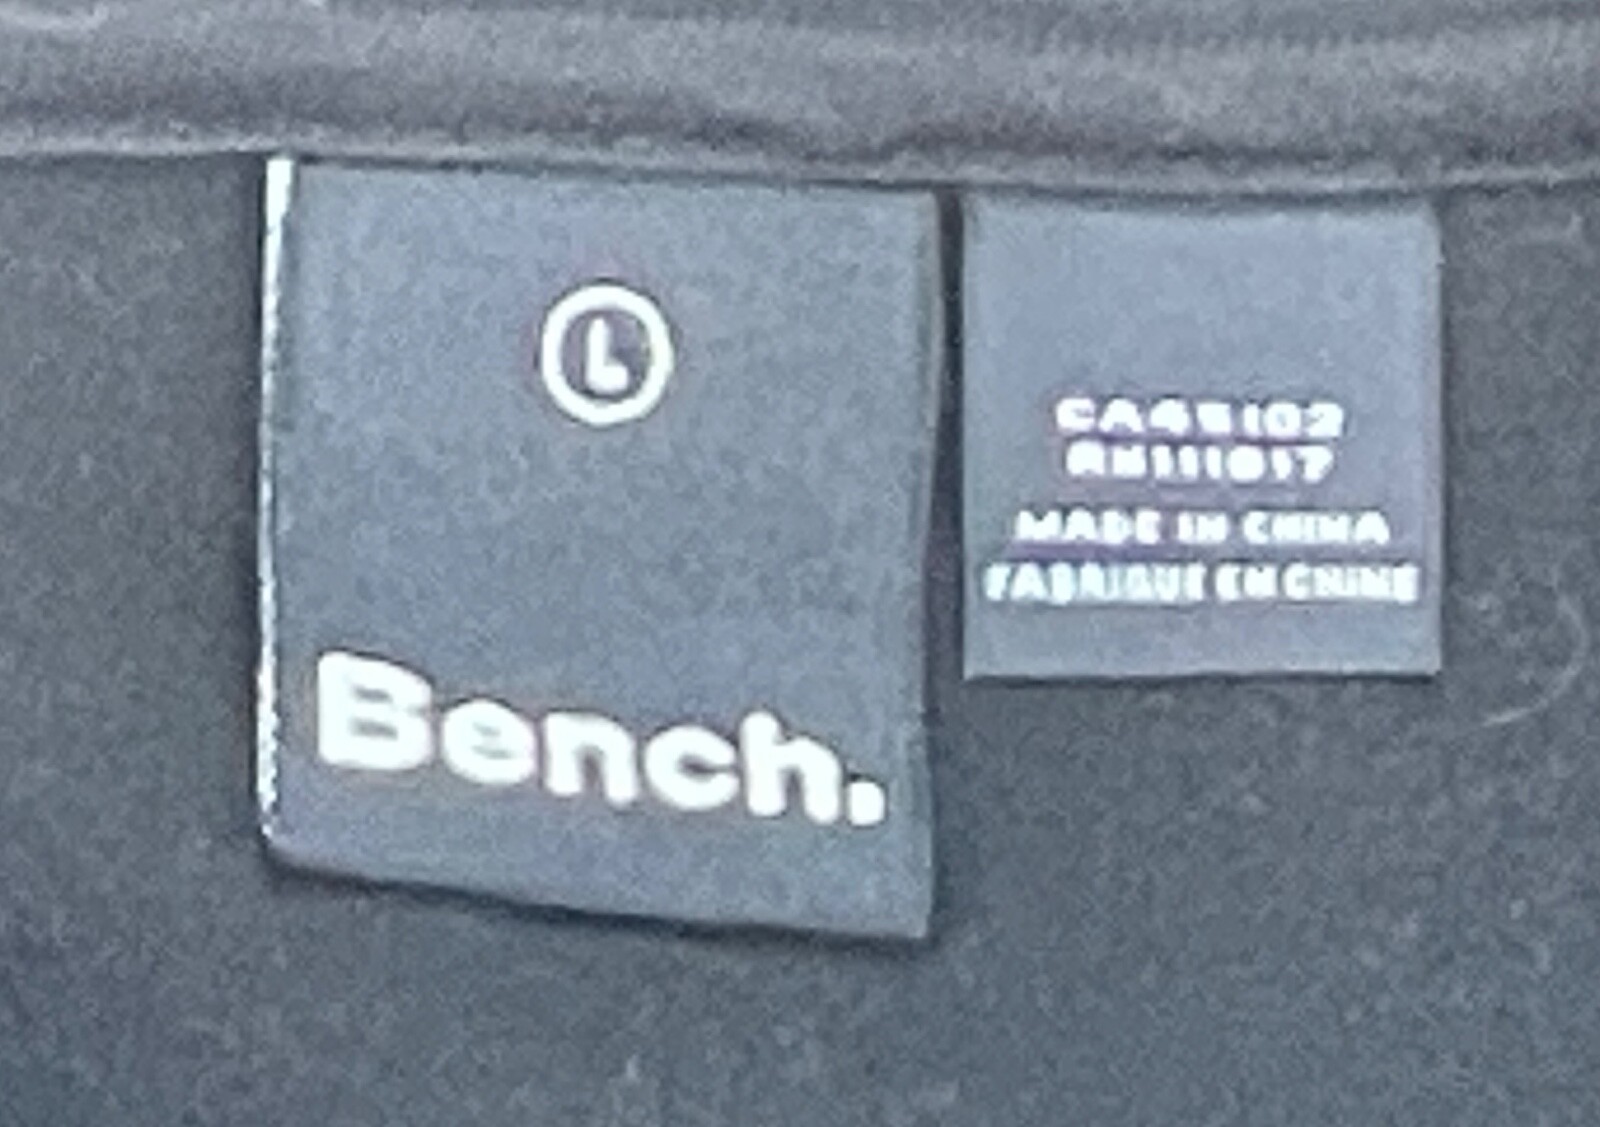 L
Bench.
CA45102
RN111017
MADE IN CHINA
FABRIQUE EN CHINE